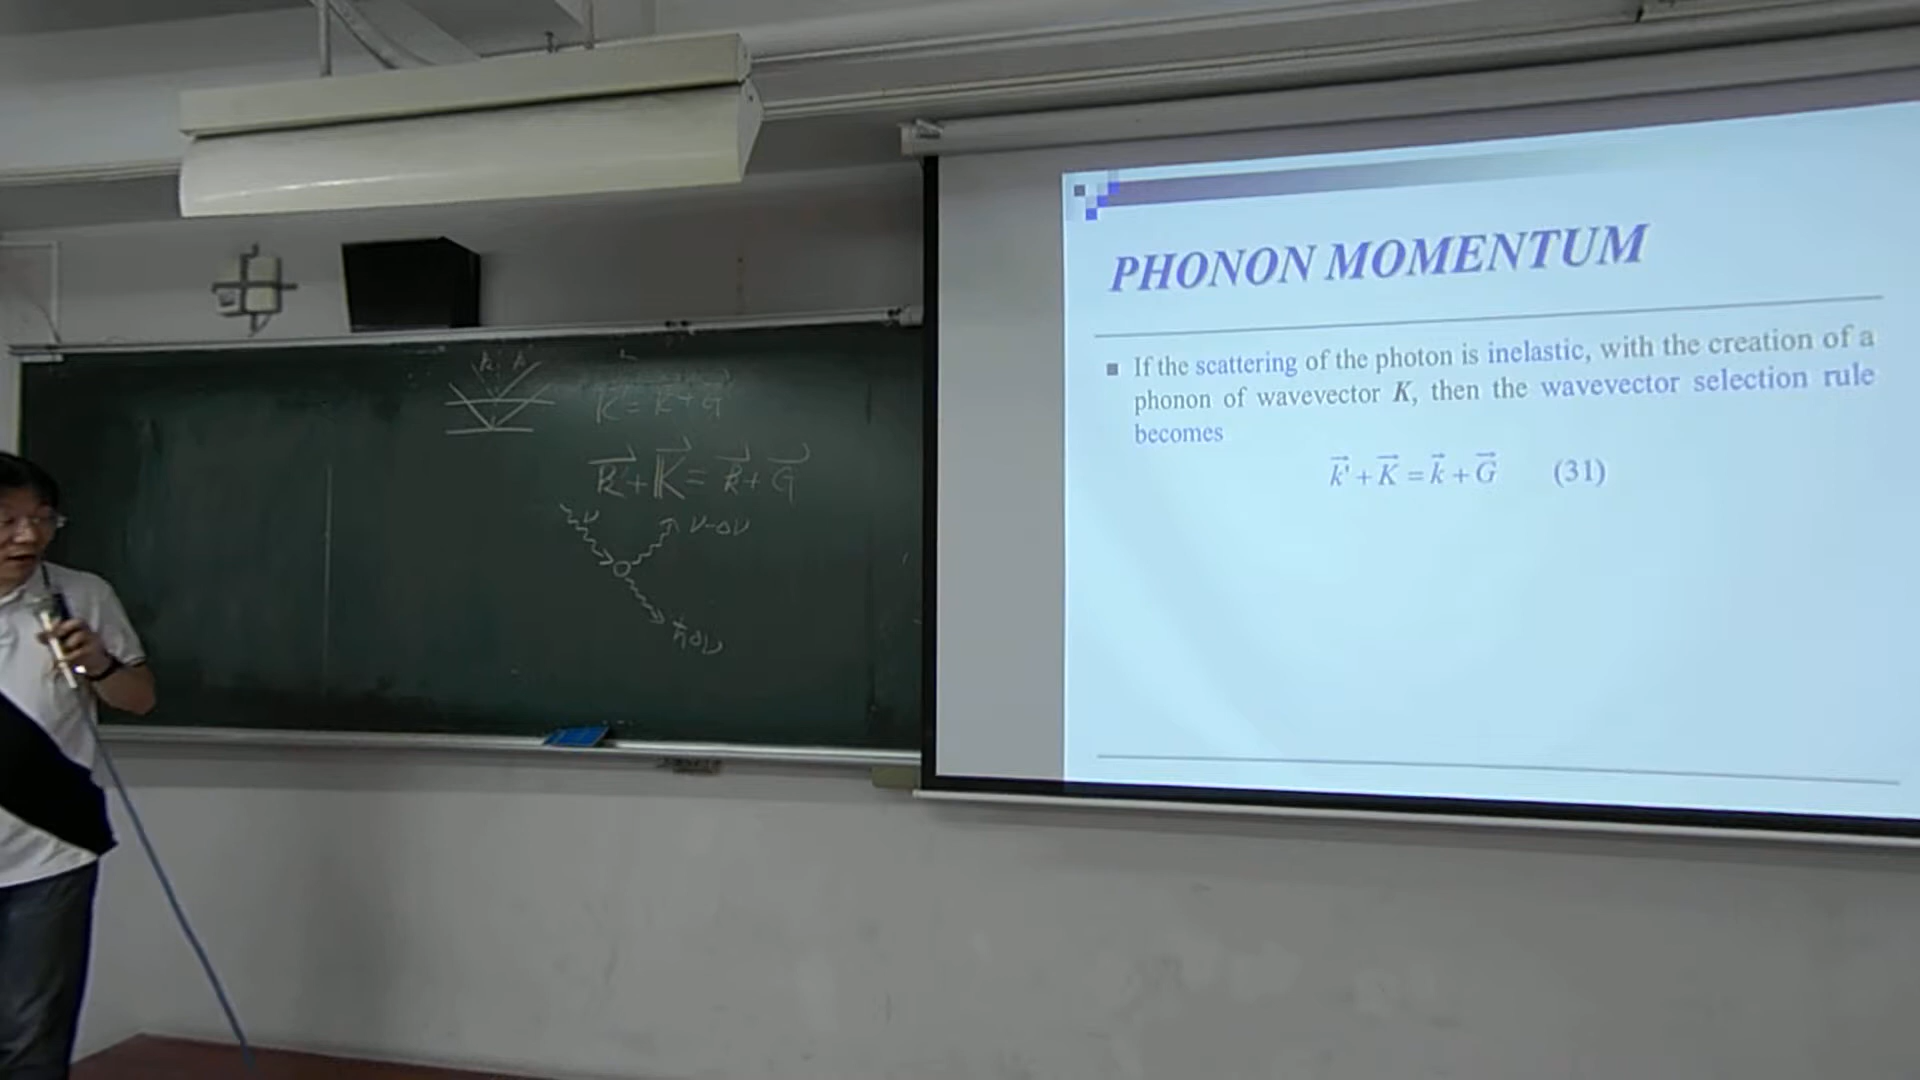 k k'
k' = k + G
k' + K = k + G
ν
ν-Δν
ħΔν
PHONON MOMENTUM
▪ If the scattering of the photon is inelastic, with the creation of a
phonon of wavevector K, then the wavevector selection rule
becomes
k⃗' + K⃗ = k⃗ + G⃗ (31)